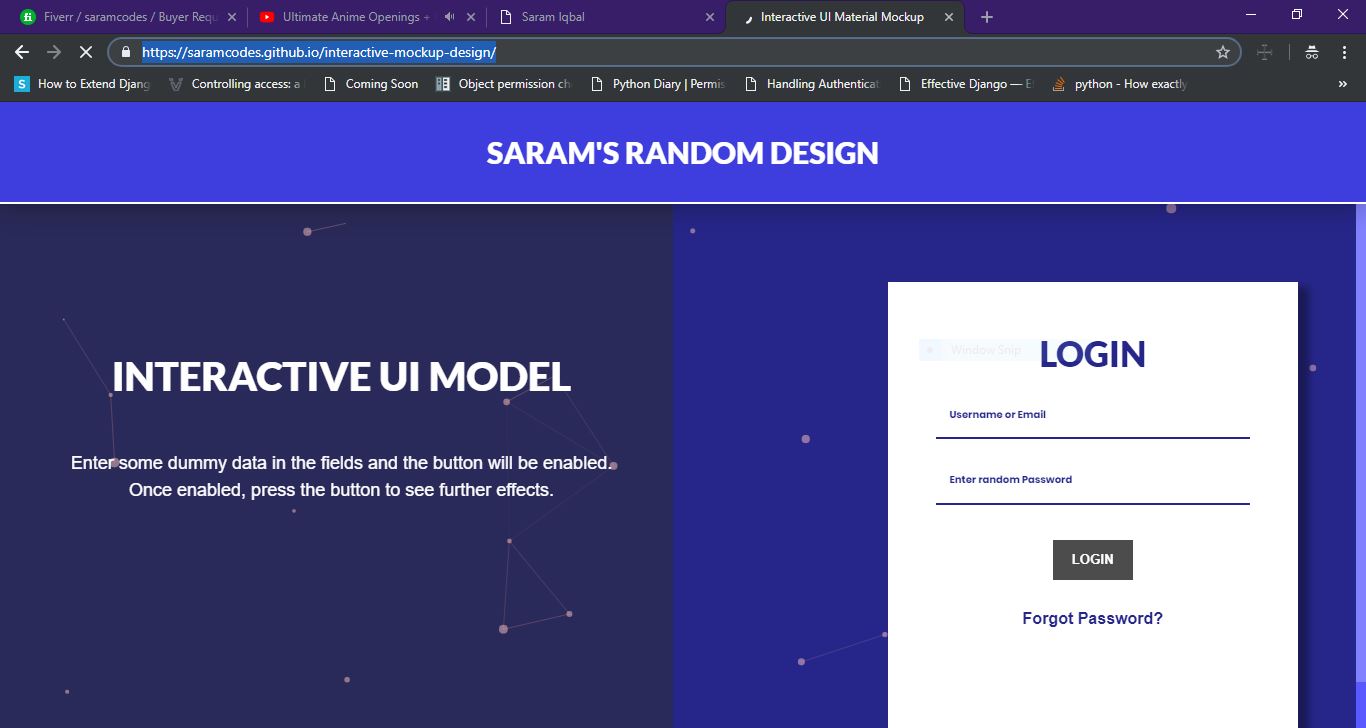 Fiverr / saramcodes / Buyer Requ
Ultimate Anime Openings +
Saram Iqbal
Interactive UI Material Mockup
https://saramcodes.github.io/interactive-mockup-design/
S How to Extend Djang
Controlling access: a
Coming Soon
Object permission ch
Python Diary | Permis
Handling Authenticat
Effective Django — E
python - How exactly
SARAM'S RANDOM DESIGN
INTERACTIVE UI MODEL
Enter some dummy data in the fields and the button will be enabled.
Once enabled, press the button to see further effects.
Window Snip
LOGIN
Username or Email
Enter random Password
LOGIN
Forgot Password?